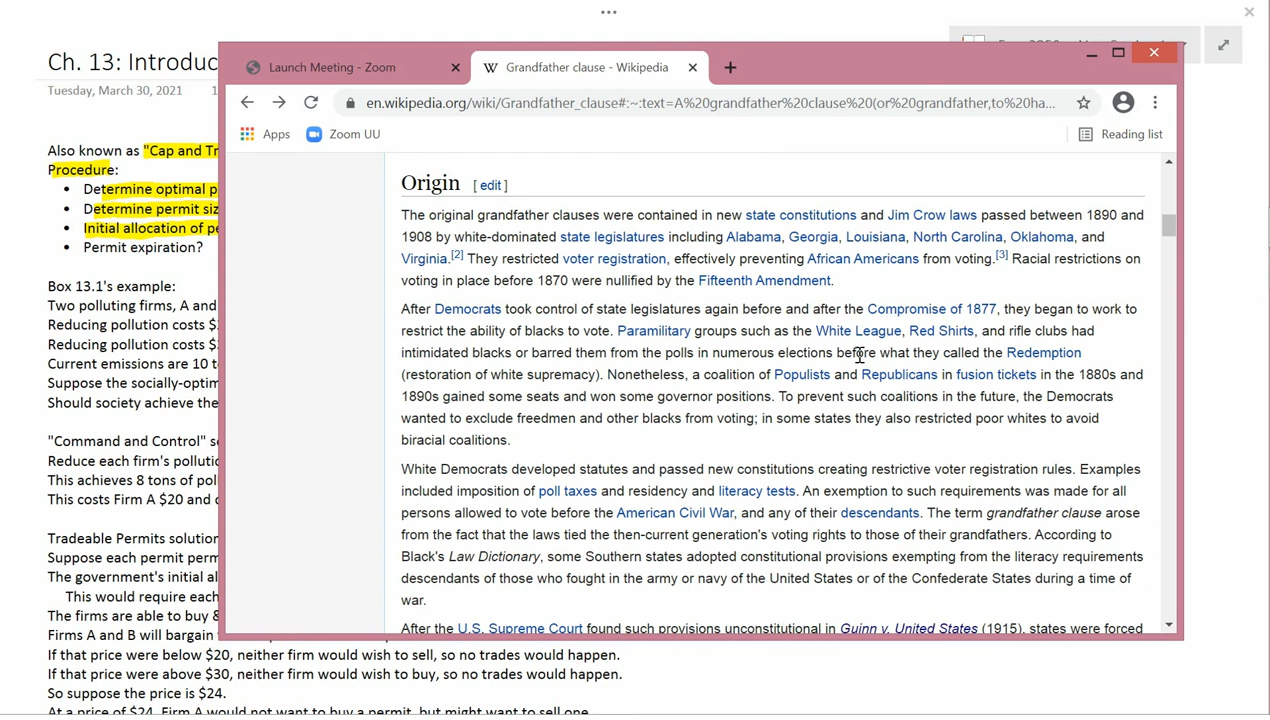 Ch. 13: Introduc
Tuesday, March 30, 2021
Also known as "Cap and Tr
Procedure:
• Determine optimal p
• Determine permit siz
• Initial allocation of pe
• Permit expiration?
Box 13.1's example:
Two polluting firms, A and
Reducing pollution costs $
Reducing pollution costs $
Current emissions are 10 t
Suppose the socially-optim
Should society achieve the
"Command and Control" s
Reduce each firm's pollutio
This achieves 8 tons of pol
This costs Firm A $20 and
Tradeable Permits solution
Suppose each permit perm
The government's initial al
This would require each
The firms are able to buy &
Firms A and B will bargain
If that price were below $20, neither firm would wish to sell, so no trades would happen.
If that price were above $30, neither firm would wish to buy, so no trades would happen.
So suppose the price is $24.
At a price of $24, Firm A would not want to buy a permit, but might want to sell one
Launch Meeting - Zoom
Grandfather clause - Wikipedia
en.wikipedia.org/wiki/Grandfather_clause#:~:text=A%20grandfather%20clause%20(or%20grandfather,to%20ha...
Apps Zoom UU Reading list
Origin [ edit ]
The original grandfather clauses were contained in new state constitutions and Jim Crow laws passed between 1890 and
1908 by white-dominated state legislatures including Alabama, Georgia, Louisiana, North Carolina, Oklahoma, and
Virginia.[2] They restricted voter registration, effectively preventing African Americans from voting.[3] Racial restrictions on
voting in place before 1870 were nullified by the Fifteenth Amendment.
After Democrats took control of state legislatures again before and after the Compromise of 1877, they began to work to
restrict the ability of blacks to vote. Paramilitary groups such as the White League, Red Shirts, and rifle clubs had
intimidated blacks or barred them from the polls in numerous elections before what they called the Redemption
(restoration of white supremacy). Nonetheless, a coalition of Populists and Republicans in fusion tickets in the 1880s and
1890s gained some seats and won some governor positions. To prevent such coalitions in the future, the Democrats
wanted to exclude freedmen and other blacks from voting; in some states they also restricted poor whites to avoid
biracial coalitions.
White Democrats developed statutes and passed new constitutions creating restrictive voter registration rules. Examples
included imposition of poll taxes and residency and literacy tests. An exemption to such requirements was made for all
persons allowed to vote before the American Civil War, and any of their descendants. The term grandfather clause arose
from the fact that the laws tied the then-current generation's voting rights to those of their grandfathers. According to
Black's Law Dictionary, some Southern states adopted constitutional provisions exempting from the literacy requirements
descendants of those who fought in the army or navy of the United States or of the Confederate States during a time of
war.
After the U.S. Supreme Court found such provisions unconstitutional in Guinn v. United States (1915), states were forced